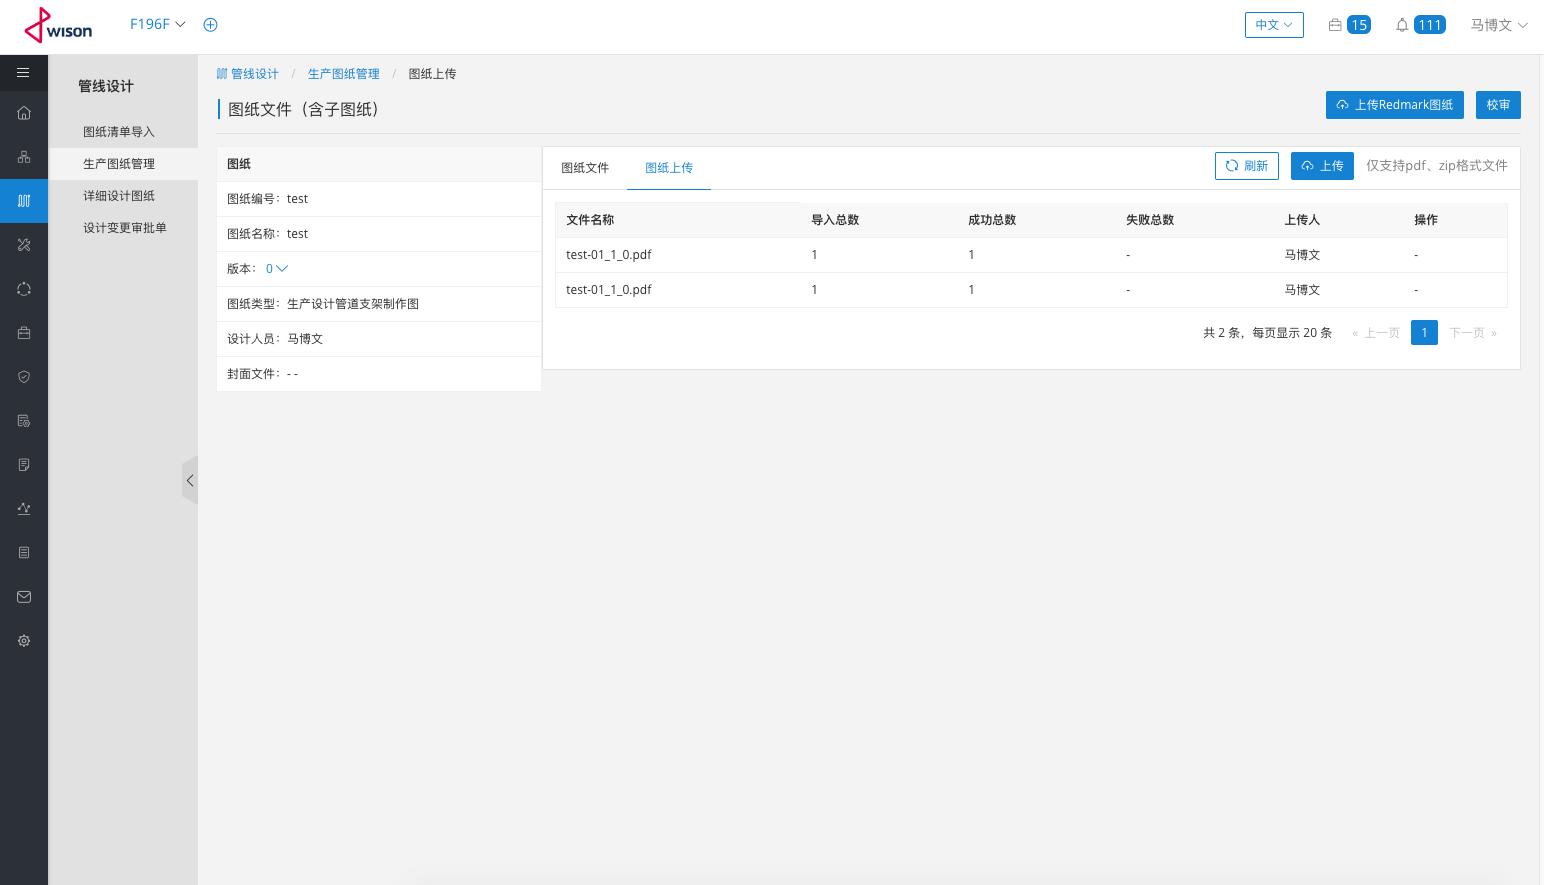 wison
F196F
中文
15
111
马博文
管线设计
图纸清单导入
生产图纸管理
详细设计图纸
设计变更审批单
管线设计 / 生产图纸管理 / 图纸上传
图纸文件（含子图纸）
上传Redmark图纸
校审
图纸
图纸编号：test
图纸名称：test
版本： 0
图纸类型：生产设计管道支架制作图
设计人员：马博文
封面文件：- -
图纸文件
图纸上传
刷新
上传
仅支持pdf、zip格式文件
文件名称 导入总数 成功总数 失败总数 上传人 操作
test-01_1_0.pdf 1 1 - 马博文 -
test-01_1_0.pdf 1 1 - 马博文 -
共 2 条，每页显示 20 条 « 上一页 1 下一页 »